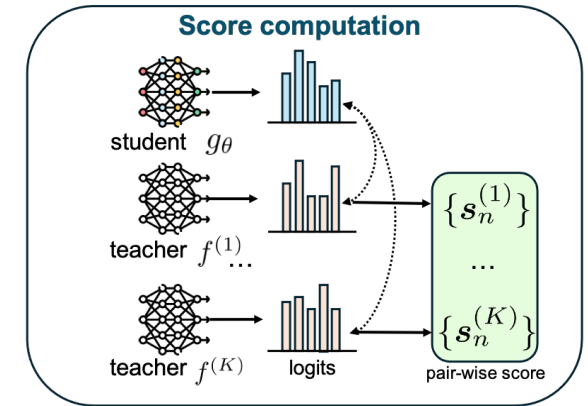 Score computation
student g_θ
teacher f^{(1)}
...
{s_n^{(1)}}
...
{s_n^{(K)}}
teacher f^{(K)}
logits
pair-wise score